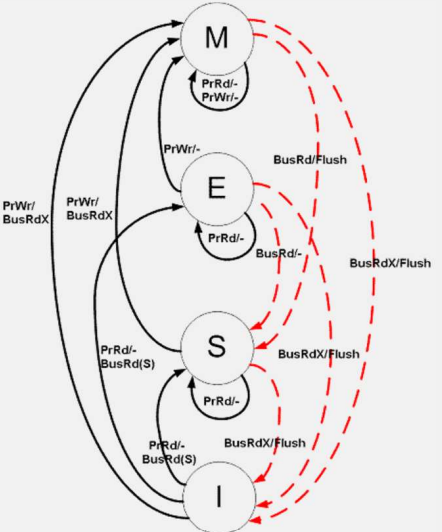 M
PrRd/-
PrWr/-
PrWr/-
BusRd/Flush
E
PrWr/
BusRdX
PrWr/
BusRdX
PrRd/-
BusRd/-
BusRdX/Flush
S
PrRd/-
BusRd(S)
BusRdX/Flush
PrRd/-
PrRd/-
BusRd(S)
BusRdX/Flush
I